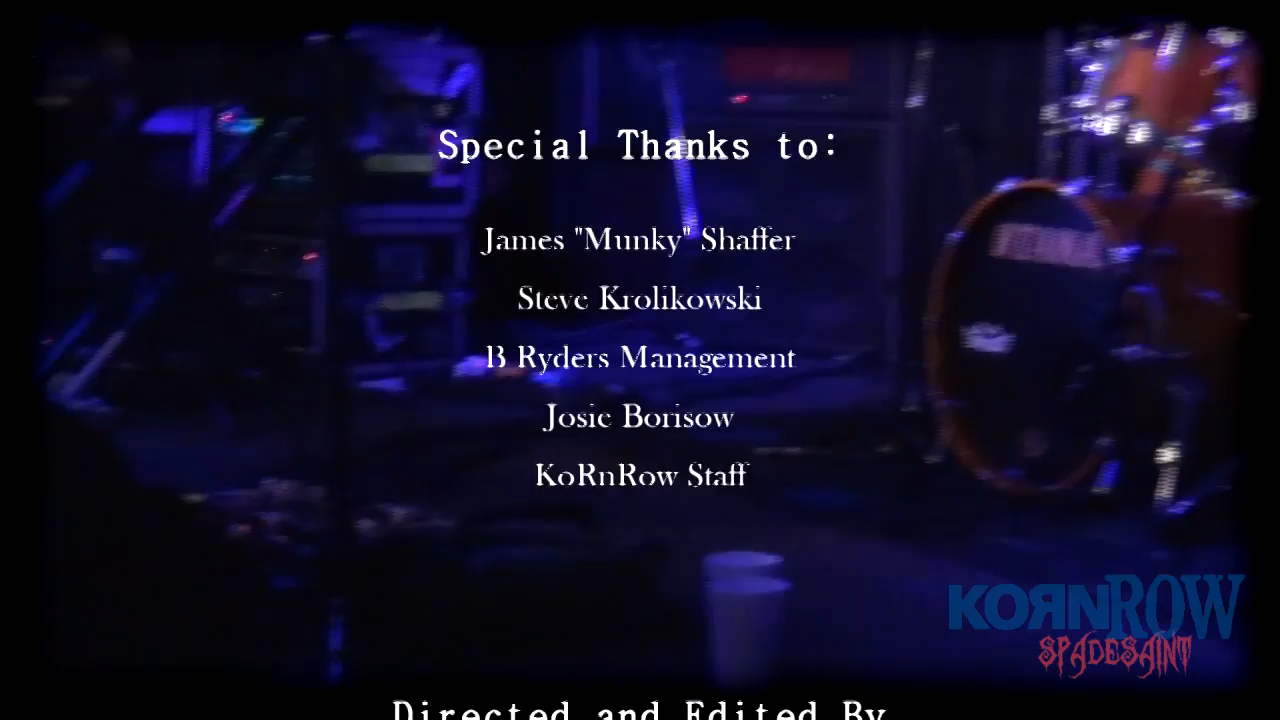 Special Thanks to:
James "Munky" Shaffer
Steve Krolikowski
B Ryders Management
Josie Borisow
KoRnRow Staff
KOЯNROW
SPADESAINT
Directed and Edited By